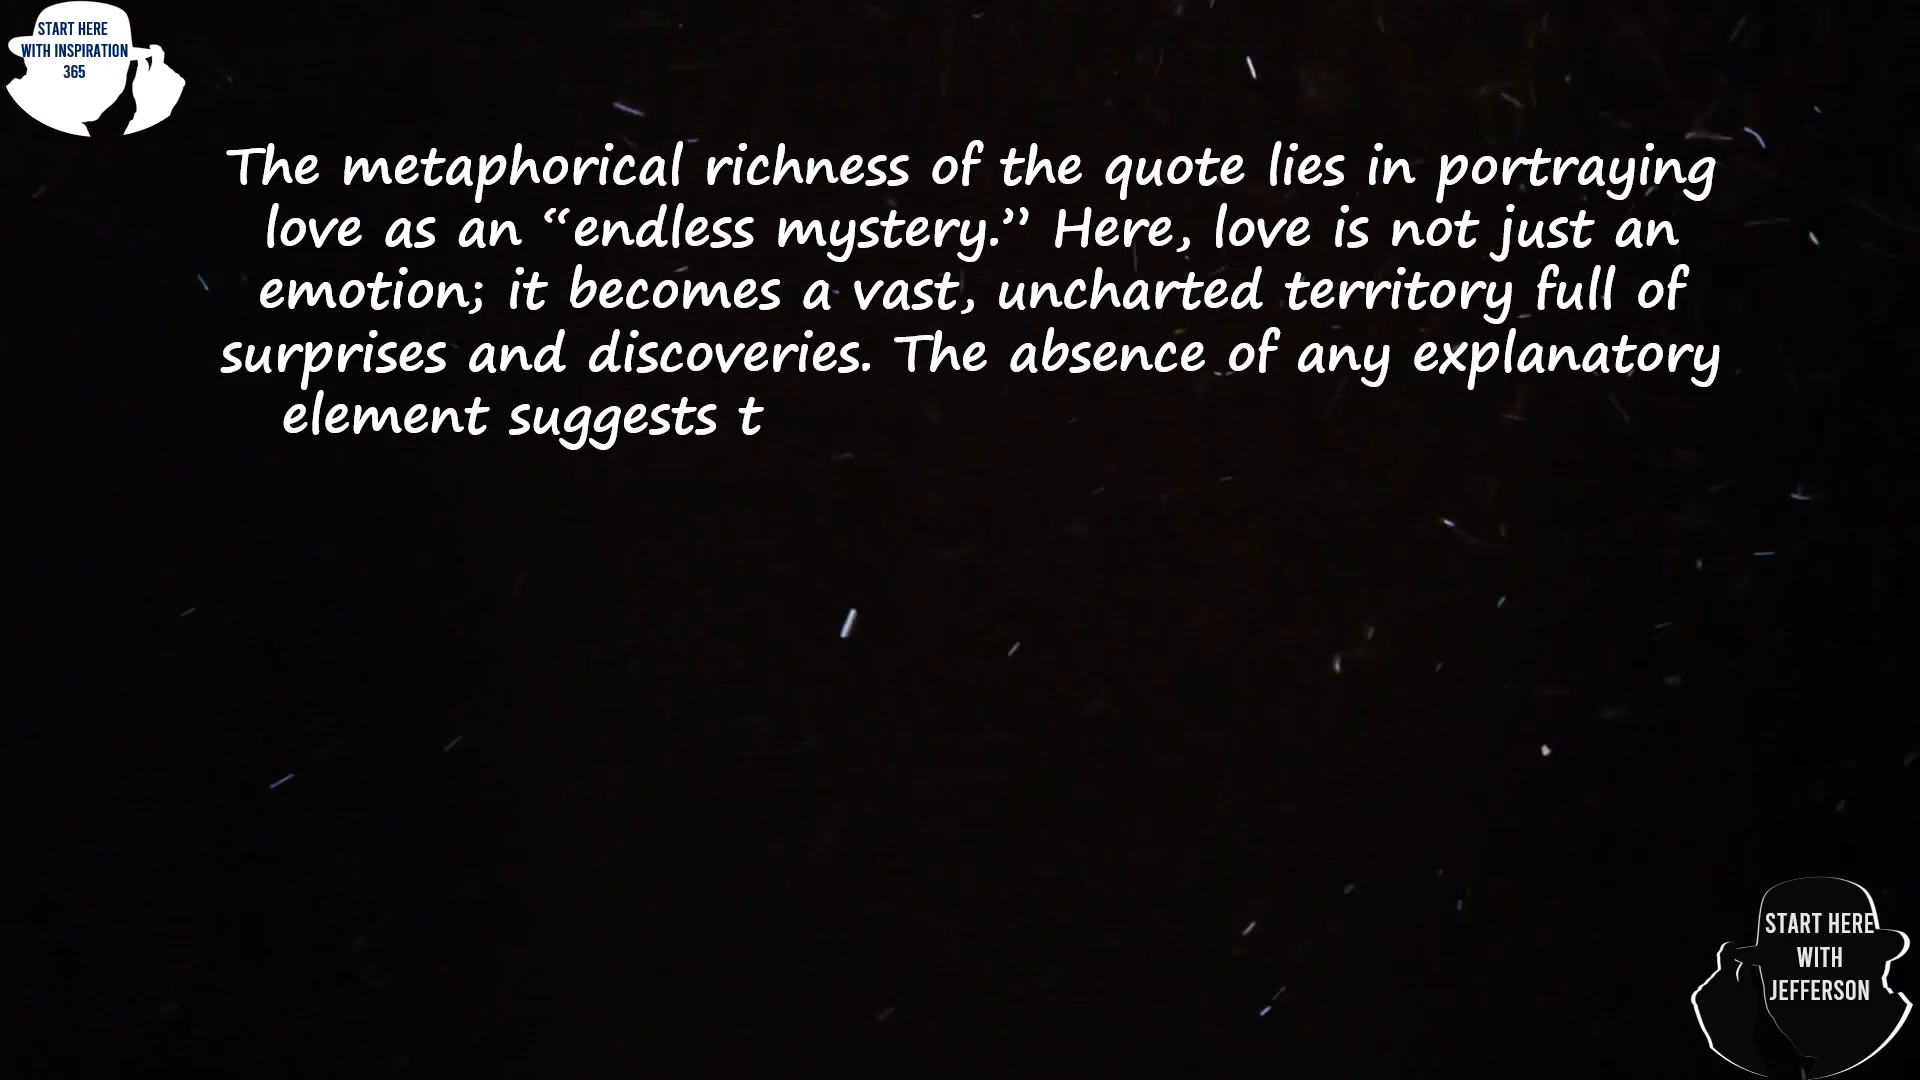 START HERE
WITH INSPIRATION
365
The metaphorical richness of the quote lies in portraying
love as an “endless mystery.” Here, love is not just an
emotion; it becomes a vast, uncharted territory full of
surprises and discoveries. The absence of any explanatory
element suggests t
START HERE
WITH
JEFFERSON